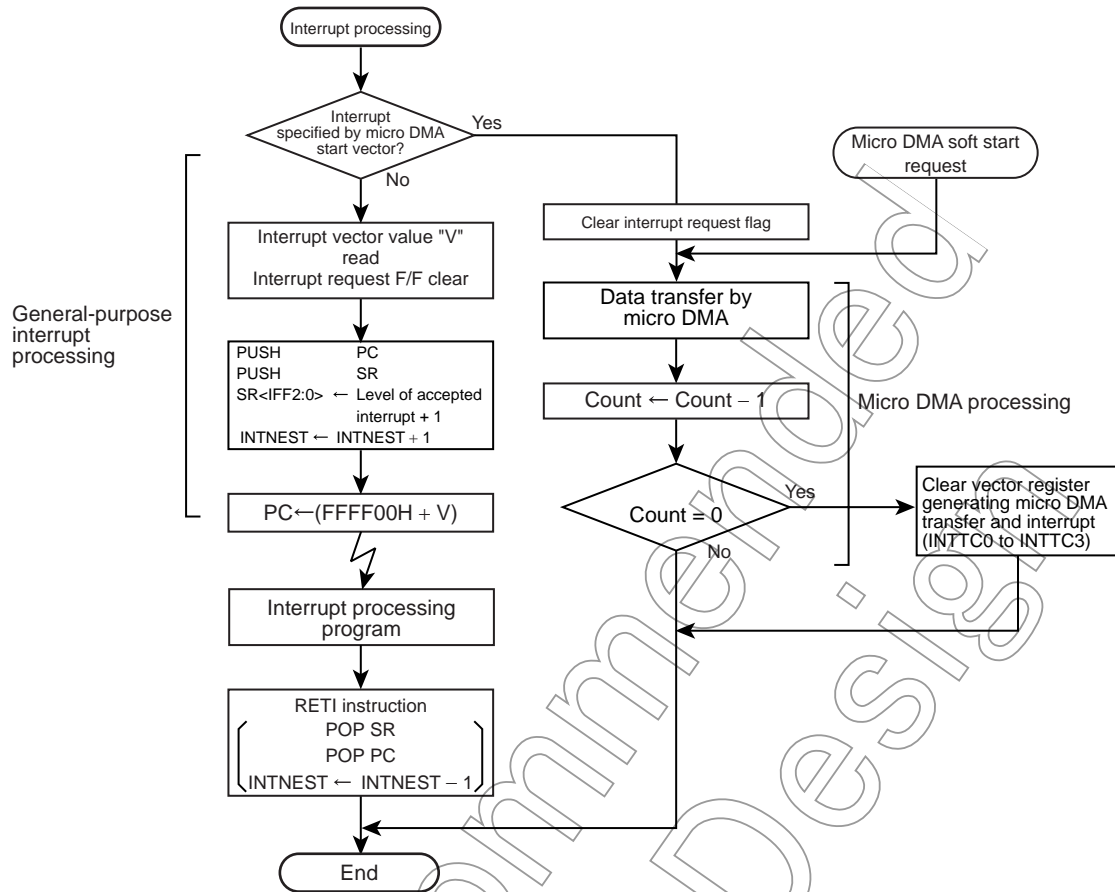 Interrupt processing
Interrupt
specified by micro DMA
start vector?
Yes
No
Micro DMA soft start
request
General-purpose
interrupt
processing
Interrupt vector value "V"
read
Interrupt request F/F clear
Clear interrupt request flag
Data transfer by
micro DMA
PUSH PC
PUSH SR
SR<IFF2:0> ← Level of accepted
interrupt + 1
INTNEST ← INTNEST + 1
Count ← Count − 1
Micro DMA processing
PC←(FFFF00H + V)
Count = 0
Yes
No
Clear vector register
generating micro DMA
transfer and interrupt
(INTTC0 to INTTC3)
Interrupt processing
program
RETI instruction
POP SR
POP PC
INTNEST ← INTNEST − 1
End
ommended
Design